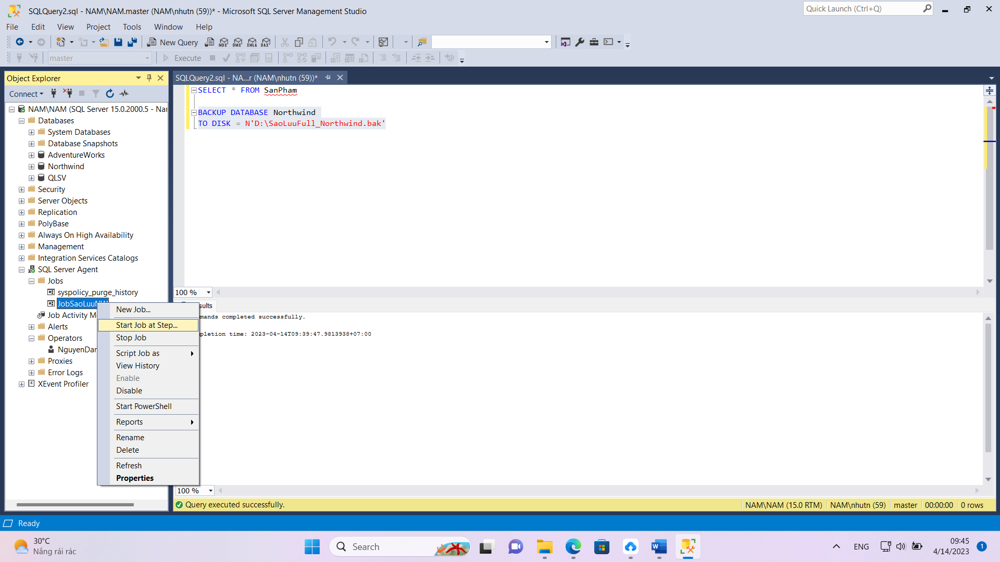 SQLQuery2.sql - NAM\NAM.master (NAM\nhutn (59))* - Microsoft SQL Server Management Studio
Quick Launch (Ctrl+Q)
File Edit View Project Tools Window Help
New Query MDX DMX XMLA DAX
master Execute
Object Explorer
SQLQuery2.sql - NA...r (NAM\nhutn (59))*
Connect
NAM\NAM (SQL Server 15.0.2000.5 - Nar
Databases
System Databases
Database Snapshots
AdventureWorks
Northwind
QLSV
Security
Server Objects
Replication
PolyBase
Always On High Availability
Management
Integration Services Catalogs
SQL Server Agent
Jobs
syspolicy_purge_history
JobSaoLuuNW
Job Activity M
Alerts
Operators
NguyenDan
Proxies
Error Logs
XEvent Profiler
New Job...
Start Job at Step...
Stop Job
Script Job as
View History
Enable
Disable
Start PowerShell
Reports
Rename
Delete
Refresh
Properties
SELECT * FROM SanPham
BACKUP DATABASE Northwind
TO DISK = N'D:\SaoLuuFull_Northwind.bak'
100 %
sults
mands completed successfully.
pletion time: 2023-04-14T09:39:47.9813938+07:00
100 %
Query executed successfully.
NAM\NAM (15.0 RTM) NAM\nhutn (59) master 00:00:00 0 rows
Ready
30°C
Nắng rải rác
Search
ENG
09:45
4/14/2023
1